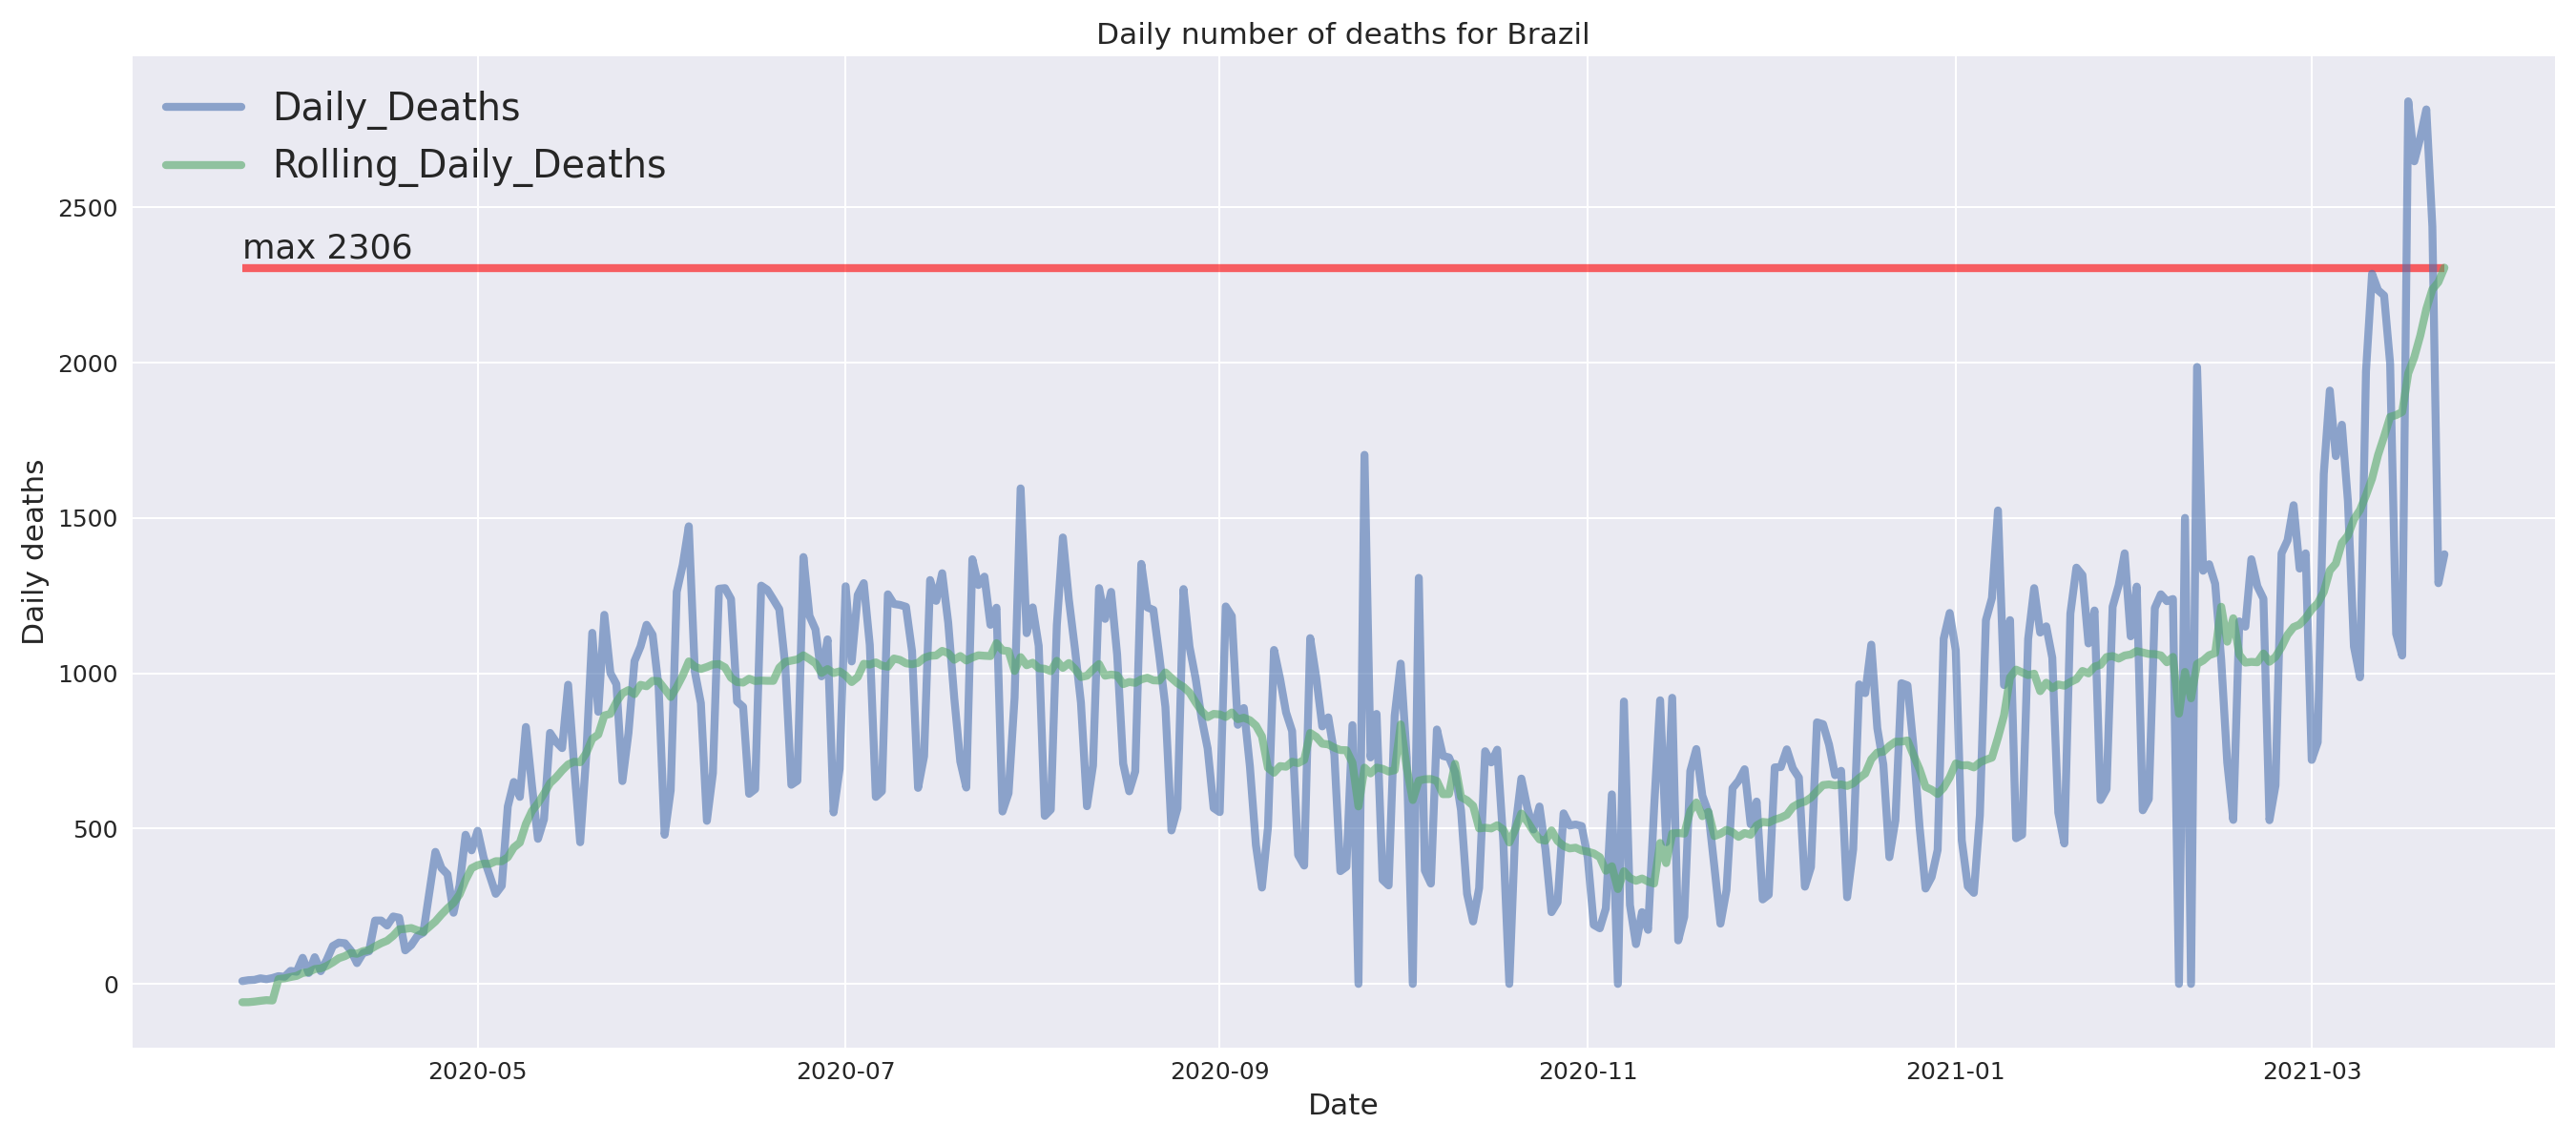 Daily number of deaths for Brazil
Daily_Deaths
Rolling_Daily_Deaths
max 2306
Daily deaths
2500
2000
1500
1000
500
0
2020-05 2020-07 2020-09 2020-11 2021-01 2021-03
Date